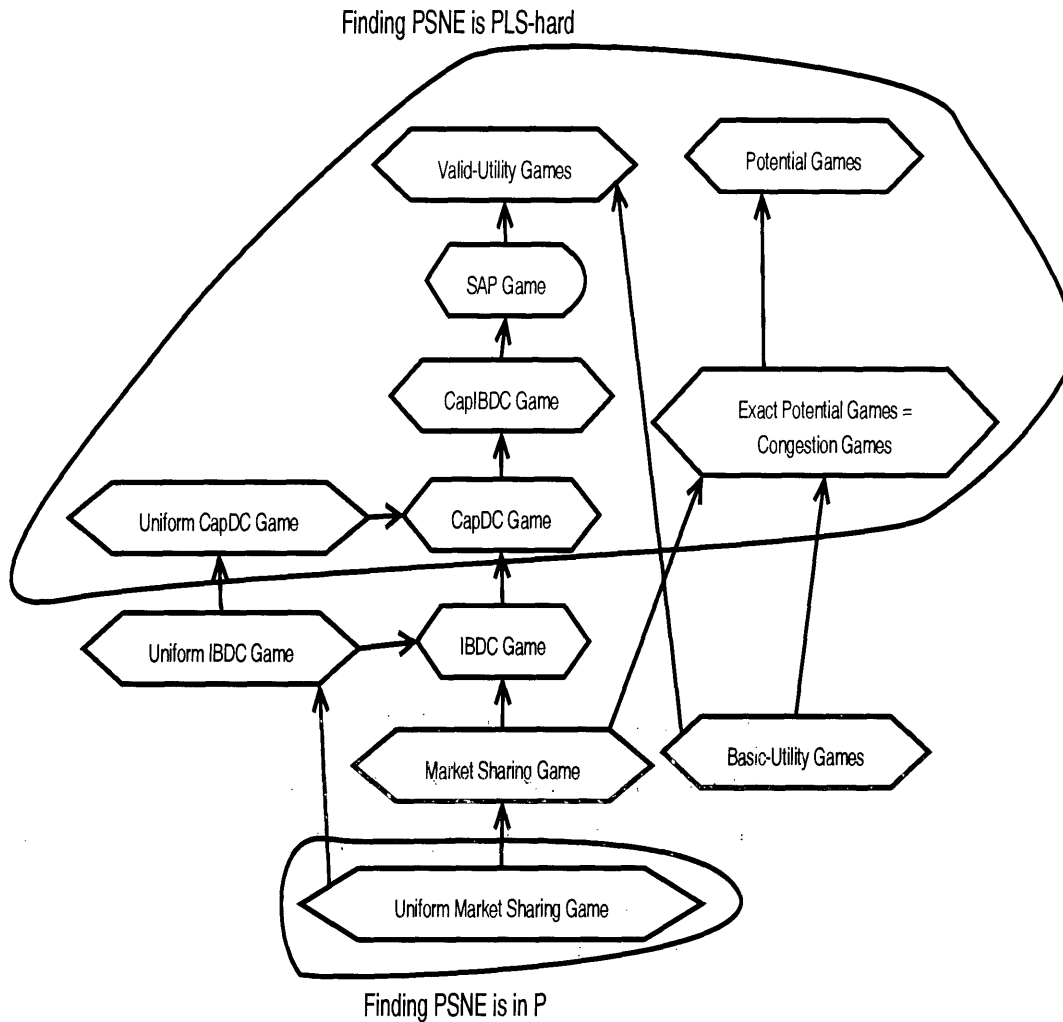 Finding PSNE is PLS-hard
Valid-Utility Games
Potential Games
SAP Game
CapIBDC Game
Exact Potential Games =
Congestion Games
Uniform CapDC Game
CapDC Game
Uniform IBDC Game
IBDC Game
Market Sharing Game
Basic-Utility Games
Uniform Market Sharing Game
Finding PSNE is in P